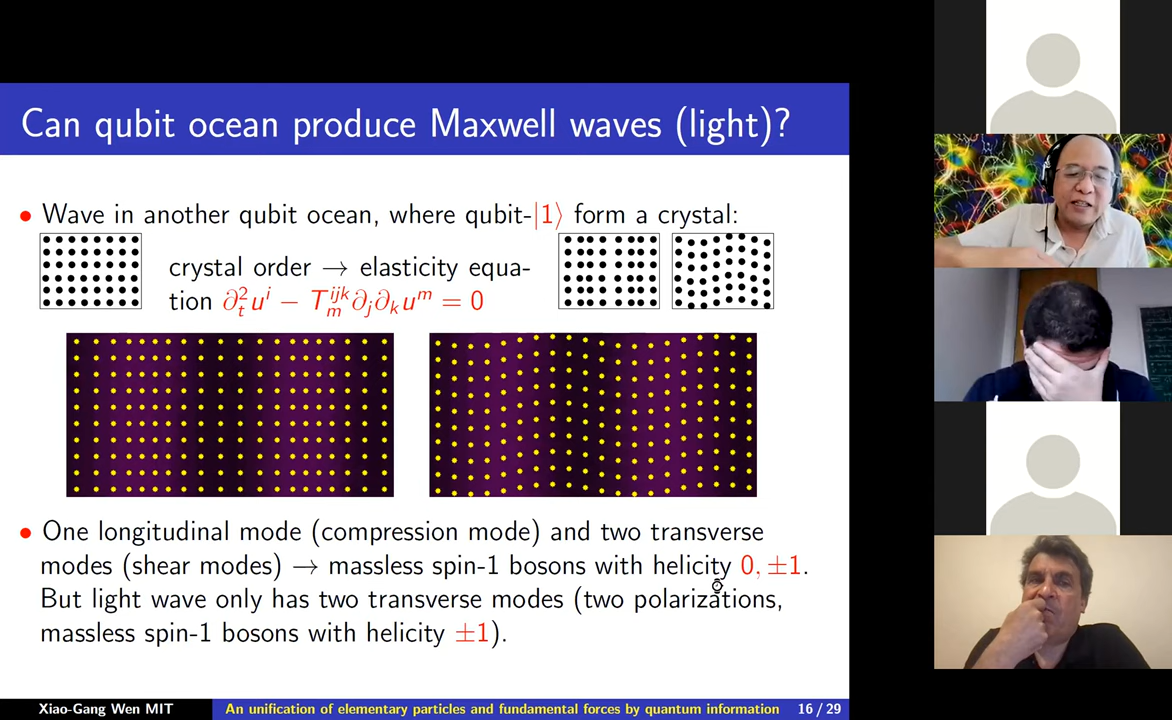 Can qubit ocean produce Maxwell waves (light)?
• Wave in another qubit ocean, where qubit-|1⟩ form a crystal:
crystal order → elasticity equa-
tion ∂ₜ²uⁱ − Tₘⁱʲᵏ∂ⱼ∂ₖuᵐ = 0
• One longitudinal mode (compression mode) and two transverse
modes (shear modes) → massless spin-1 bosons with helicity 0, ±1.
But light wave only has two transverse modes (two polarizations,
massless spin-1 bosons with helicity ±1).
Xiao-Gang Wen MIT An unification of elementary particles and fundamental forces by quantum information 16 / 29